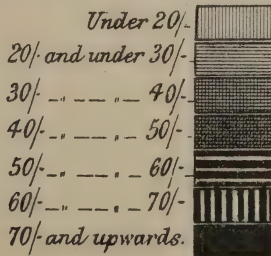 Under 20/-
20/- and under 30/-
30/- „ „ 40/-
40/- „ „ 50/-
50/- „ „ 60/-
60/- „ „ 70/-
70/- and upwards.